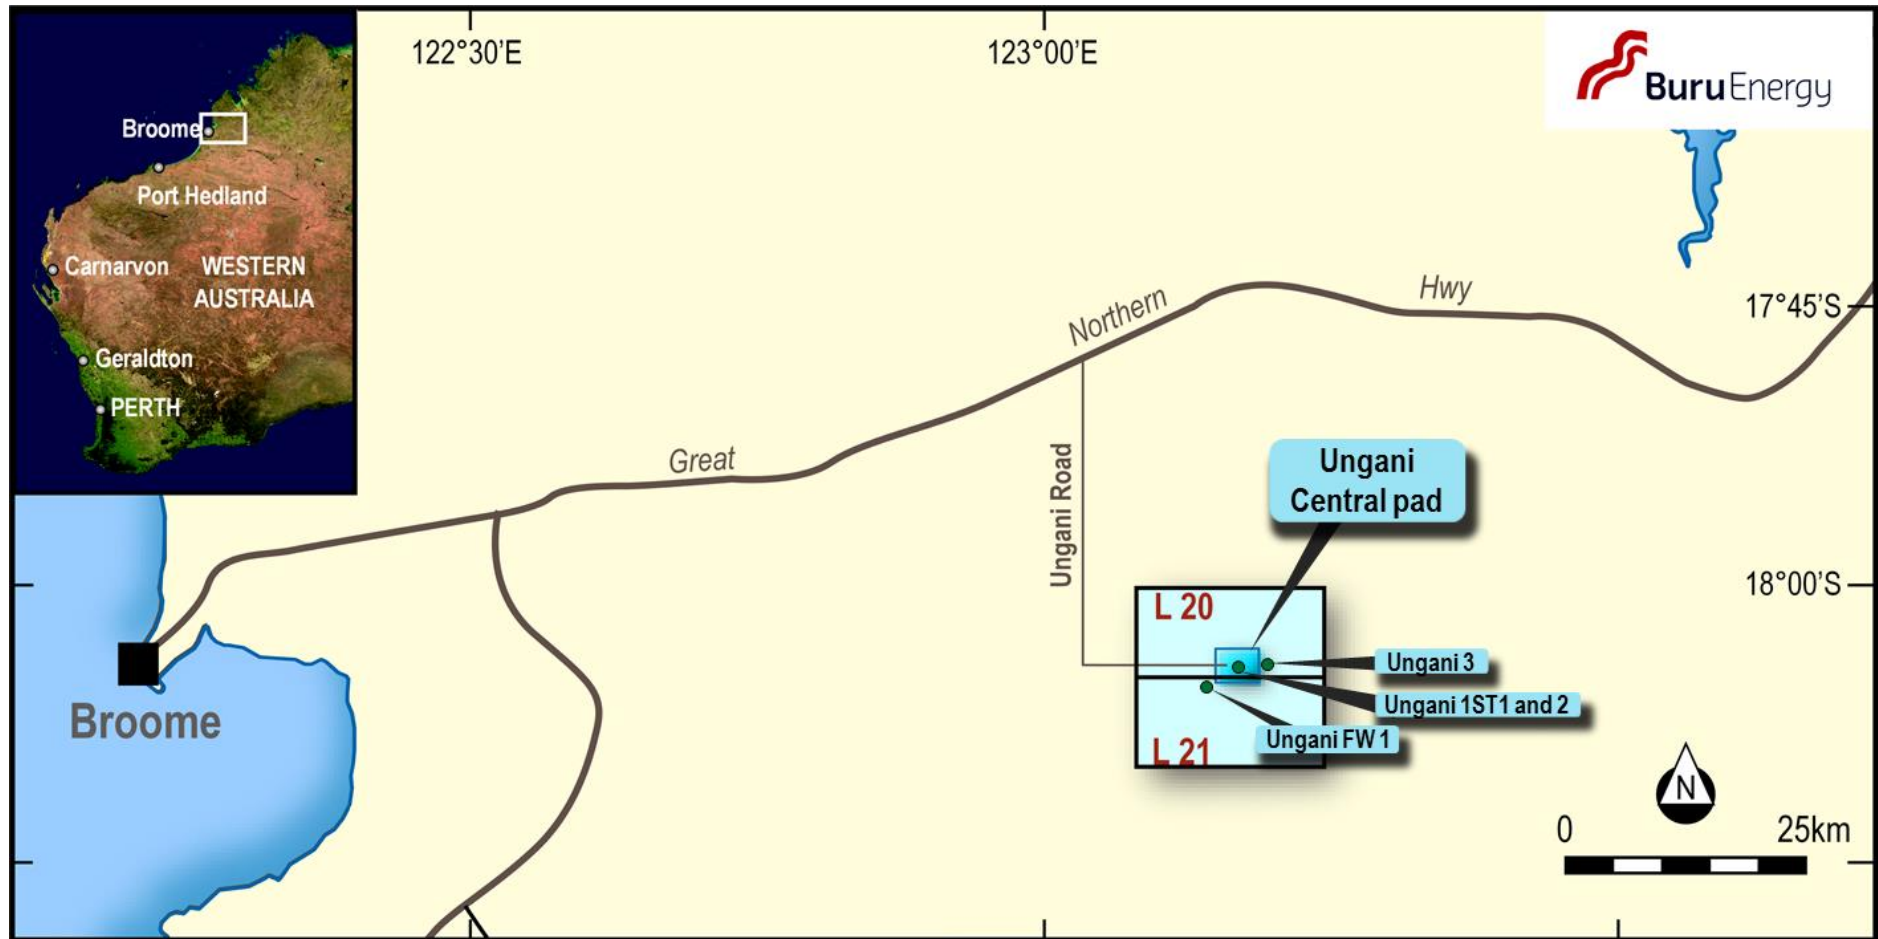 122°30'E
123°00'E
BuruEnergy
Broome
Port Hedland
Carnarvon
WESTERN
AUSTRALIA
Geraldton
PERTH
17°45'S
Great
Northern
Hwy
Ungani Road
Ungani
Central pad
18°00'S
L 20
Ungani 3
Ungani 1ST1 and 2
Ungani FW 1
L 21
Broome
N
0
25km